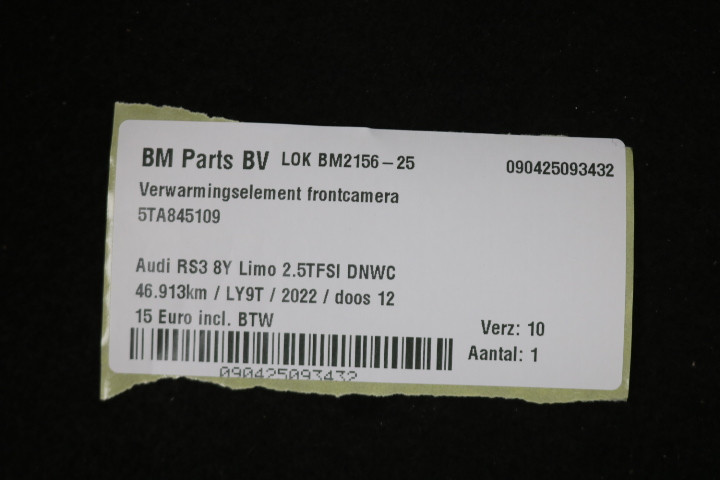 BM Parts BV LOK BM2156-25 090425093432
Verwarmingselement frontcamera
5TA845109
Audi RS3 8Y Limo 2.5TFSI DNWC
46.913km / LY9T / 2022 / doos 12
15 Euro incl. BTW
Verz: 10
Aantal: 1
090425093432